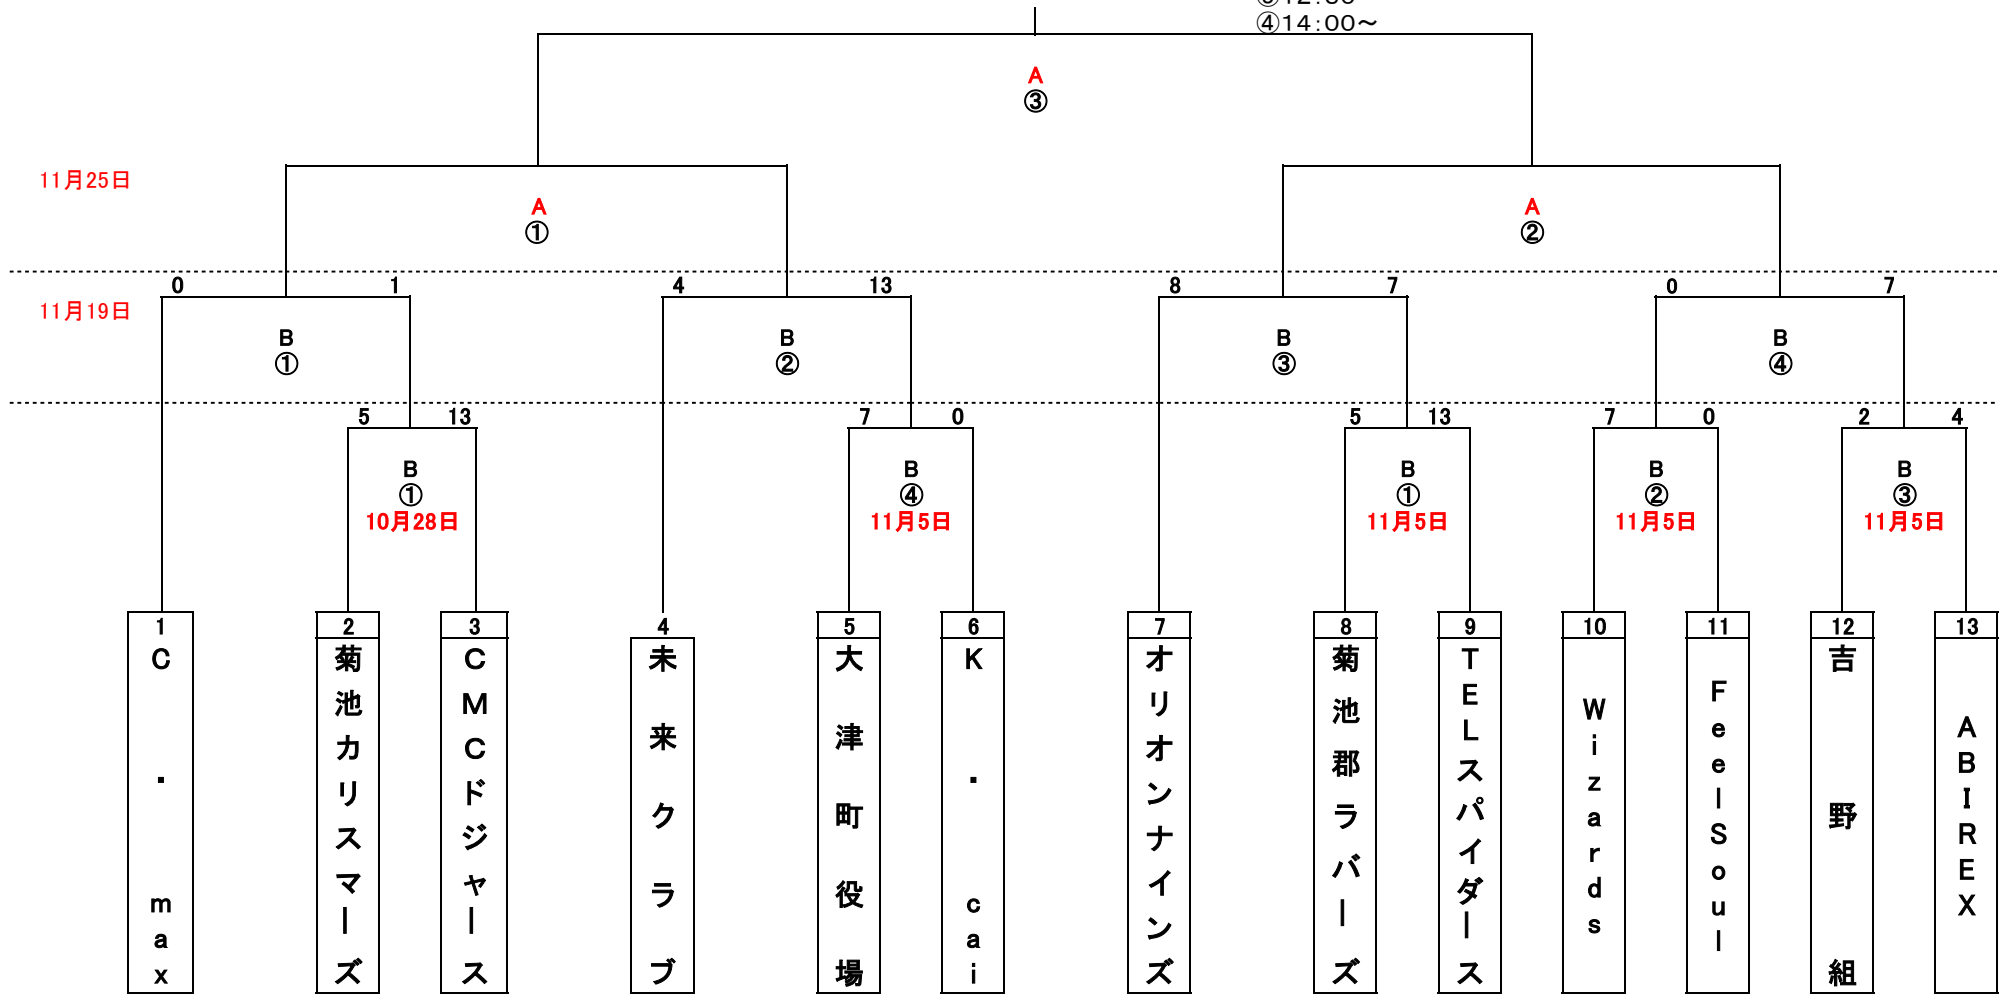 ④14:00～
A
③
11月25日
A
①
A
②
0 1 4 13 8 7 0 7
11月19日
B
①
B
②
B
③
B
④
5 13 7 0 5 13 7 0 2 4
B
①
10月28日
B
④
11月5日
B
①
11月5日
B
②
11月5日
B
③
11月5日
1
C・max
2
菊池カリスマーズ
3
CMCドジャース
4
未来クラブ
5
大津町役場
6
K・cai
7
オリオンナインズ
8
菊池郡ラバーズ
9
TELスパイダース
10
Wizards
11
FeelSoul
12
吉野組
13
ABIREX